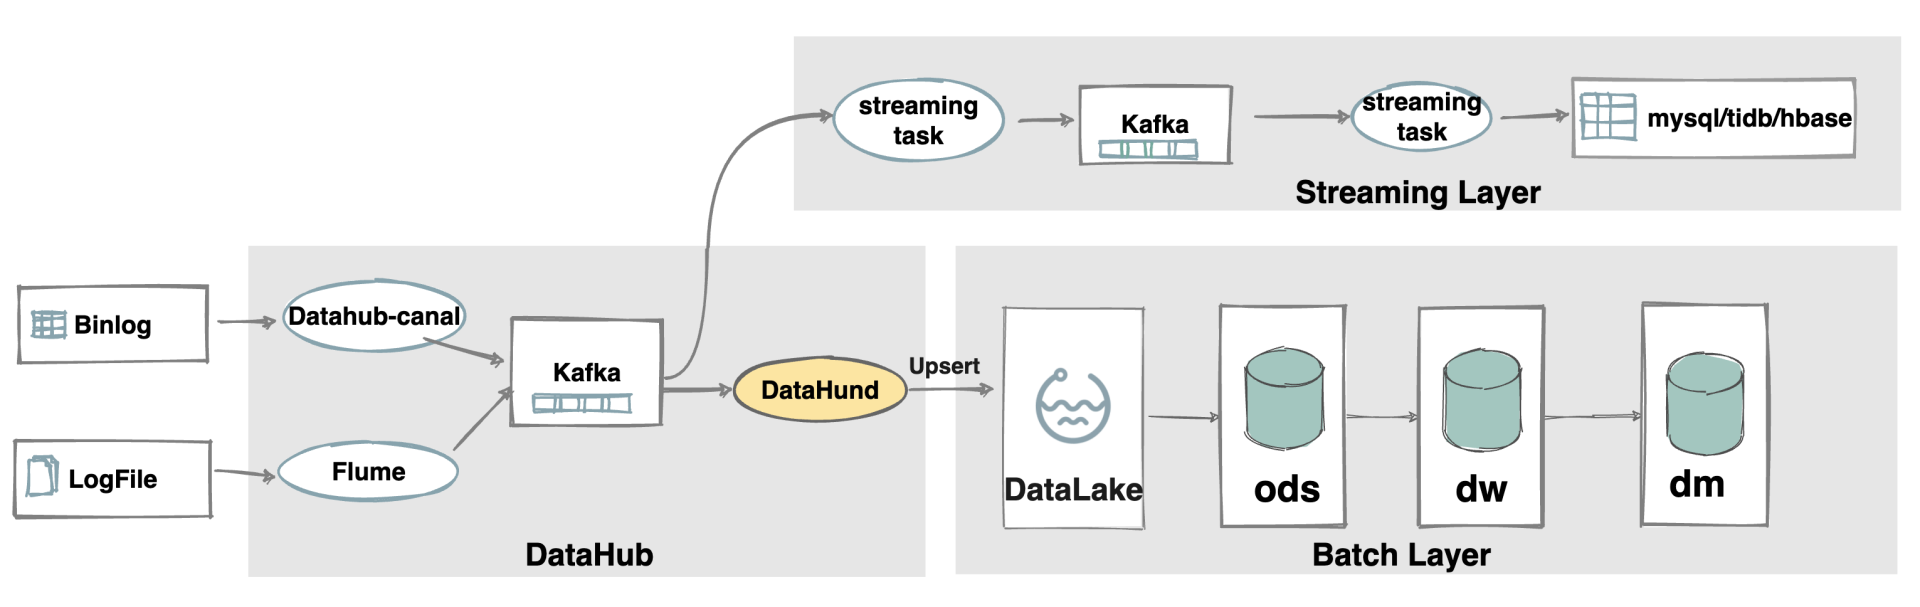 streaming
task
Kafka
streaming
task
mysql/tidb/hbase
Streaming Layer
Binlog
Datahub-canal
Kafka
DataHund
Upsert
LogFile
Flume
DataHub
DataLake
ods
dw
dm
Batch Layer